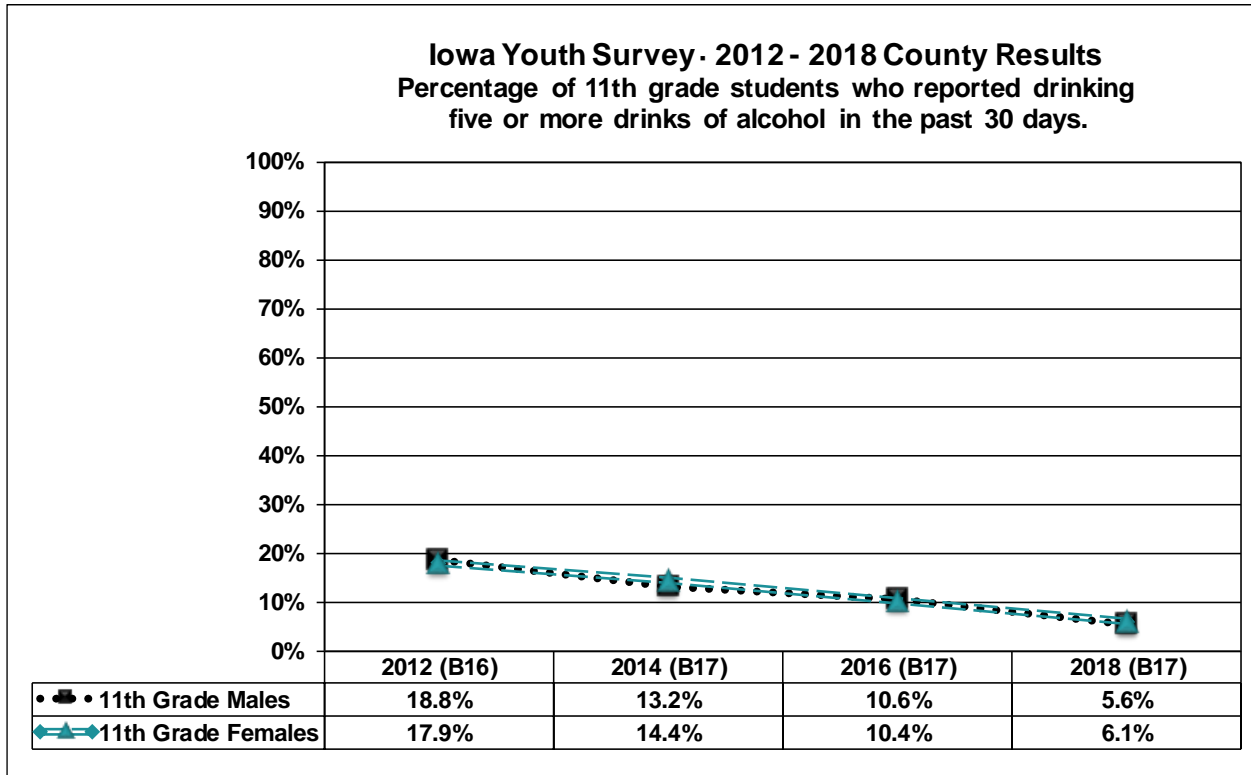 Iowa Youth Survey · 2012 - 2018 County Results
Percentage of 11th grade students who reported drinking
five or more drinks of alcohol in the past 30 days.
100%
90%
80%
70%
60%
50%
40%
30%
20%
10%
0%
2012 (B16) 2014 (B17) 2016 (B17) 2018 (B17)
11th Grade Males 18.8% 13.2% 10.6% 5.6%
11th Grade Females 17.9% 14.4% 10.4% 6.1%